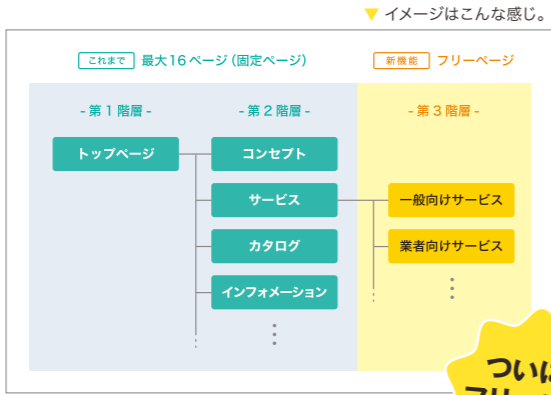 ▼ イメージはこんな感じ。
これまで 最大16ページ（固定ページ）
新機能 フリーページ
- 第1階層 -
- 第2階層 -
- 第3階層 -
トップページ
コンセプト
サービス
カタログ
インフォメーション
一般向けサービス
業者向けサービス
ついに